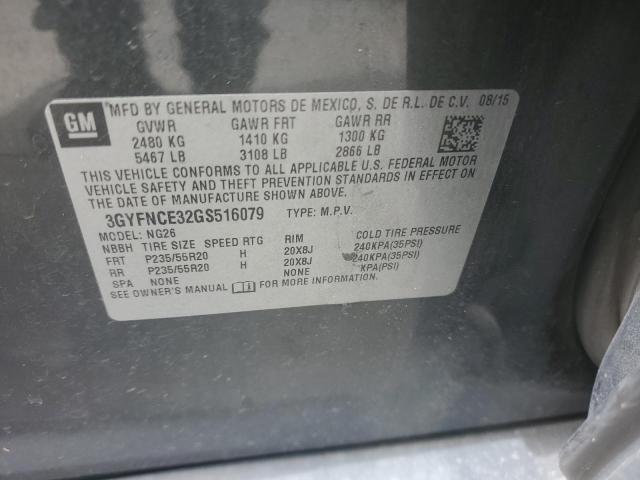 GM
MFD BY GENERAL MOTORS DE MEXICO, S. DE R.L. DE C.V. 08/15
GVWR GAWR FRT GAWR RR
2480 KG 1410 KG 1300 KG
5467 LB 3108 LB 2866 LB
THIS VEHICLE CONFORMS TO ALL APPLICABLE U.S. FEDERAL MOTOR
VEHICLE SAFETY AND THEFT PREVENTION STANDARDS IN EFFECT ON
THE DATE OF MANUFACTURE SHOWN ABOVE.
3GYFNCE32GS516079 TYPE: M.P.V.
MODEL: NG26
NBBH TIRE SIZE SPEED RTG RIM COLD TIRE PRESSURE
FRT P235/55R20 H 20X8J 240KPA(35PSI)
RR P235/55R20 H 20X8J 240KPA(35PSI)
SPA NONE NONE KPA(PSI)
SEE OWNER'S MANUAL FOR MORE INFORMATION.